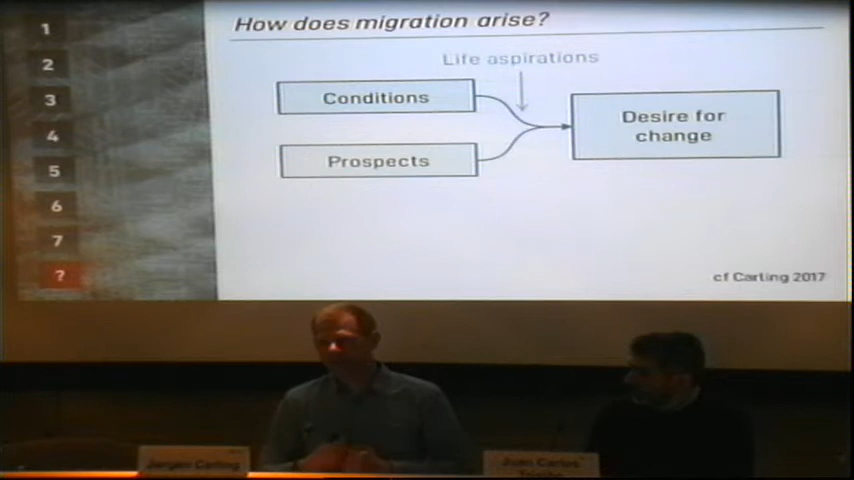 1
2
3
4
5
6
7
?
How does migration arise?
Life aspirations
Conditions
Prospects
Desire for
change
cf Carling 2017
Jørgen Carling
Juan Carlos